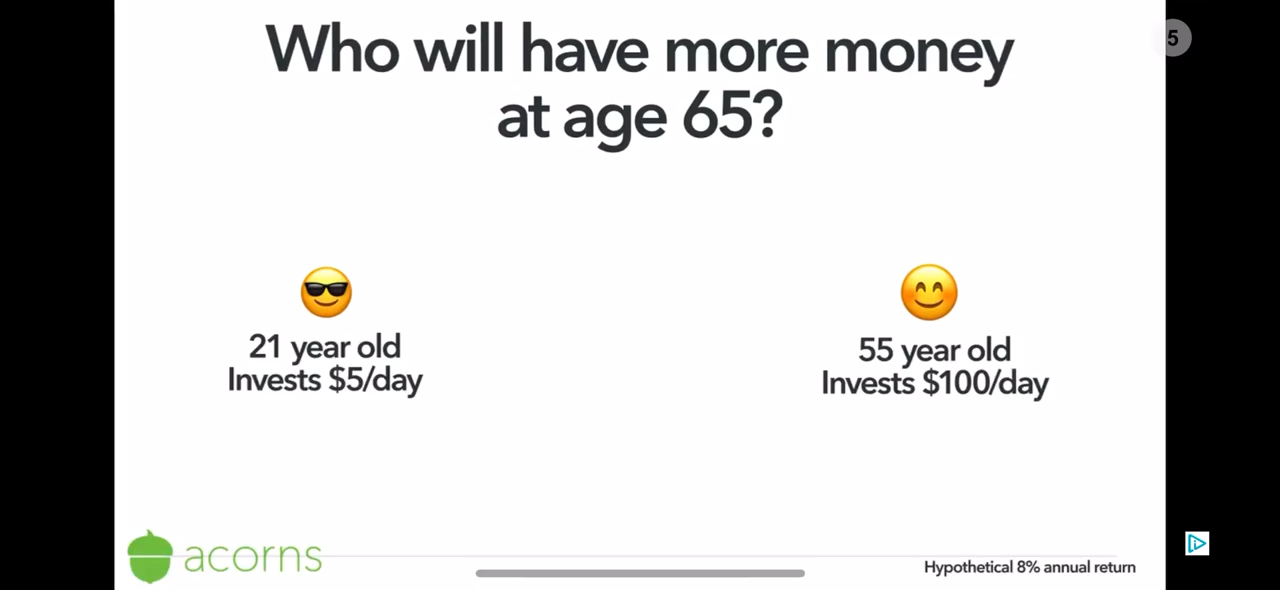 Who will have more money
5
at age 65?
21 year old
Invests $5/day
55 year old
Invests $100/day
acorns
Hypothetical 8% annual return